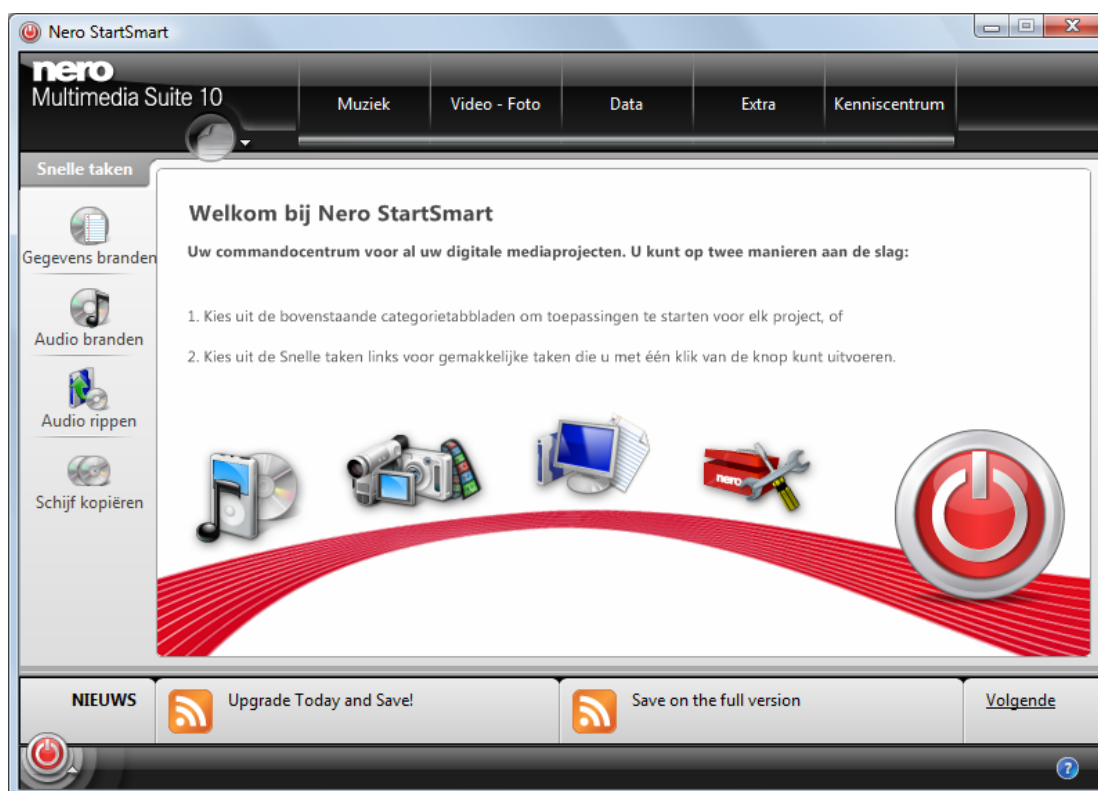 Nero StartSmart
nero
Multimedia Suite 10
Muziek
Video - Foto
Data
Extra
Kenniscentrum
Snelle taken
Gegevens branden
Audio branden
Audio rippen
Schijf kopiëren
Welkom bij Nero StartSmart
Uw commandocentrum voor al uw digitale mediaprojecten. U kunt op twee manieren aan de slag:
1. Kies uit de bovenstaande categorietabbladen om toepassingen te starten voor elk project, of
2. Kies uit de Snelle taken links voor gemakkelijke taken die u met één klik van de knop kunt uitvoeren.
nero
NIEUWS
Upgrade Today and Save!
Save on the full version
Volgende
?